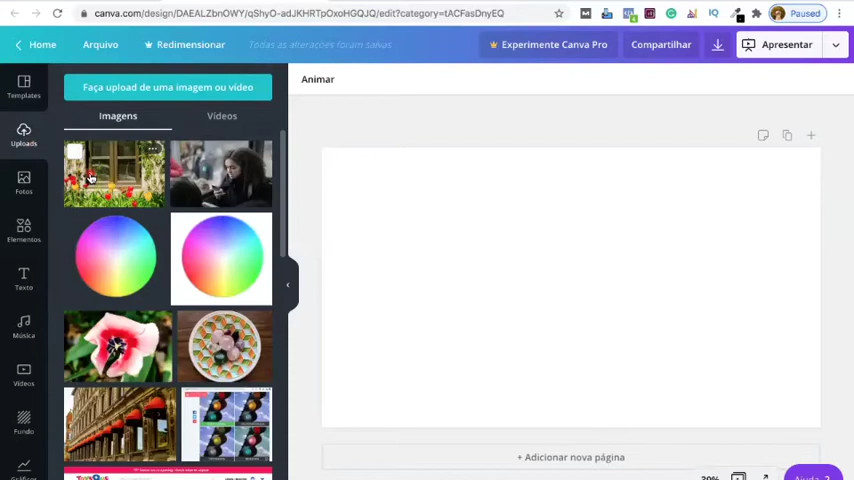 canva.com/design/DAEALZbnOWY/qShyO-adJKHRTpOxoHGQJQ/edit?category=tACFasDnyEQ
Paused
Home
Arquivo
Redimensionar
Todas as alterações foram salvas
Experimente Canva Pro
Compartilhar
Apresentar
Templates
Faça upload de uma imagem ou vídeo
Animar
Imagens
Vídeos
Uploads
Fotos
Elementos
Texto
Música
Vídeos
Fundo
+ Adicionar nova página